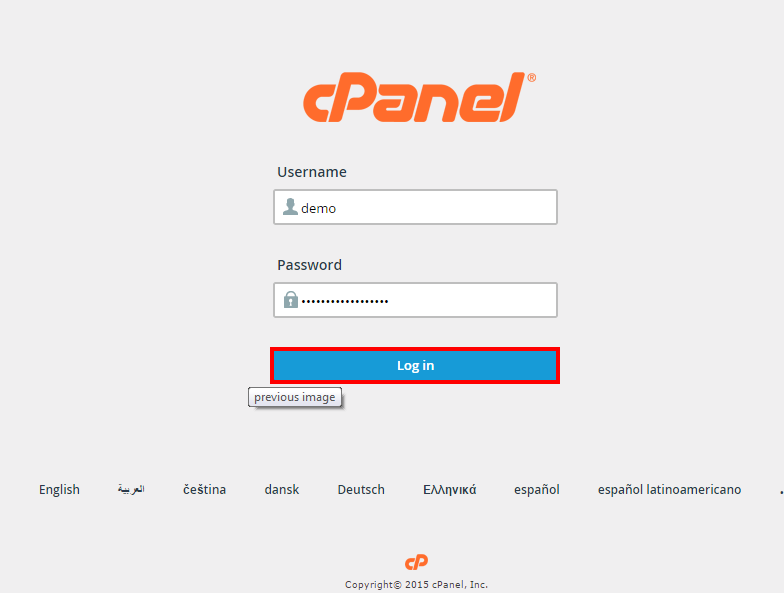 cPanel®
Username
demo
Password
••••••••••••••••••
Log in
previous image
English العربية čeština dansk Deutsch Ελληνικά español español latinoamericano
cP
Copyright© 2015 cPanel, Inc.